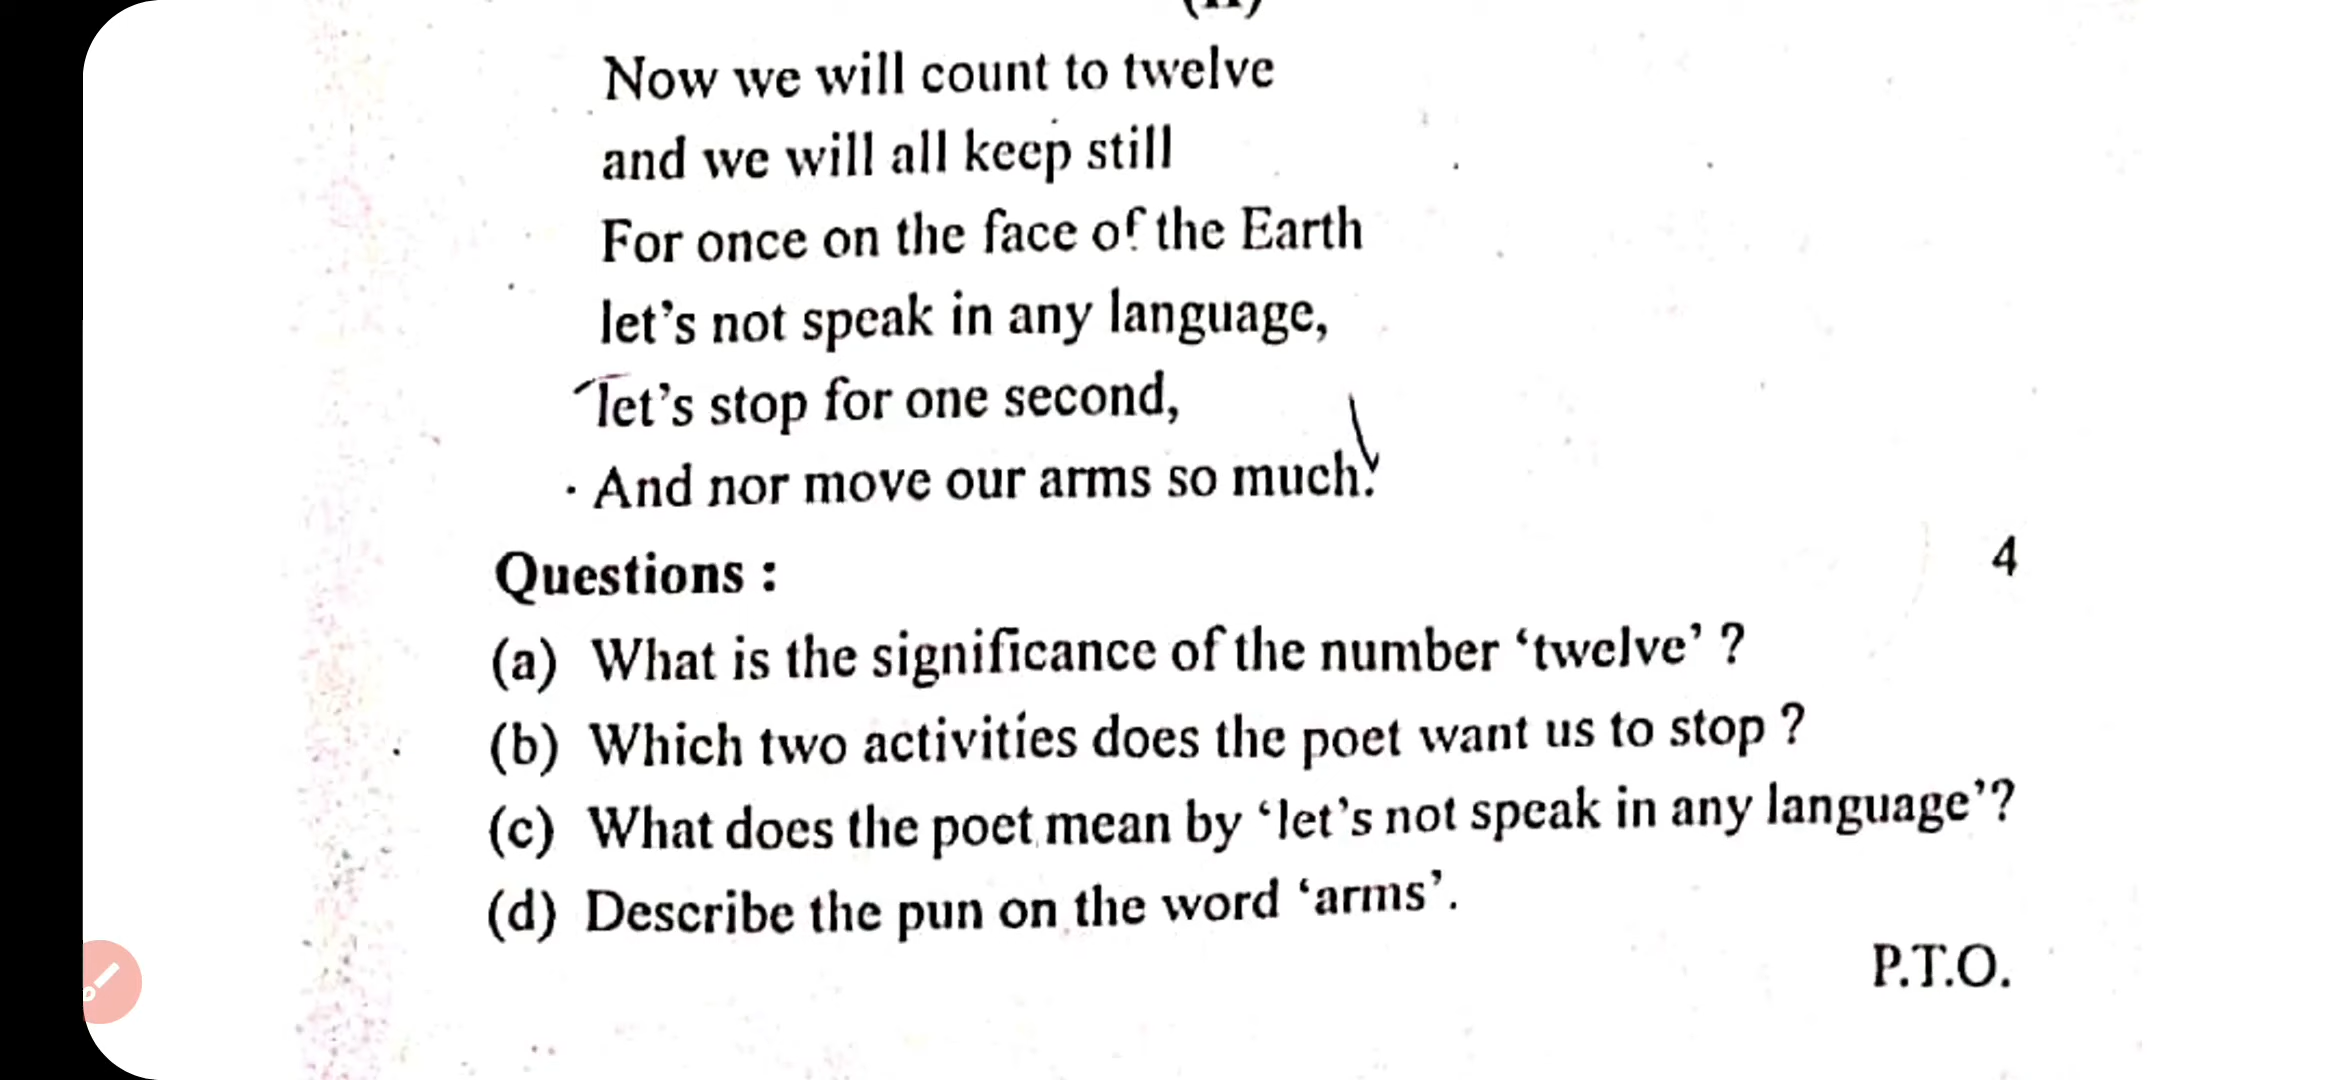 Now we will count to twelve
and we will all keep still
For once on the face of the Earth
let's not speak in any language,
let's stop for one second,
And nor move our arms so much.
Questions : 4
(a) What is the significance of the number ‘twelve’ ?
(b) Which two activities does the poet want us to stop ?
(c) What does the poet mean by ‘let's not speak in any language’?
(d) Describe the pun on the word ‘arms’.
P.T.O.